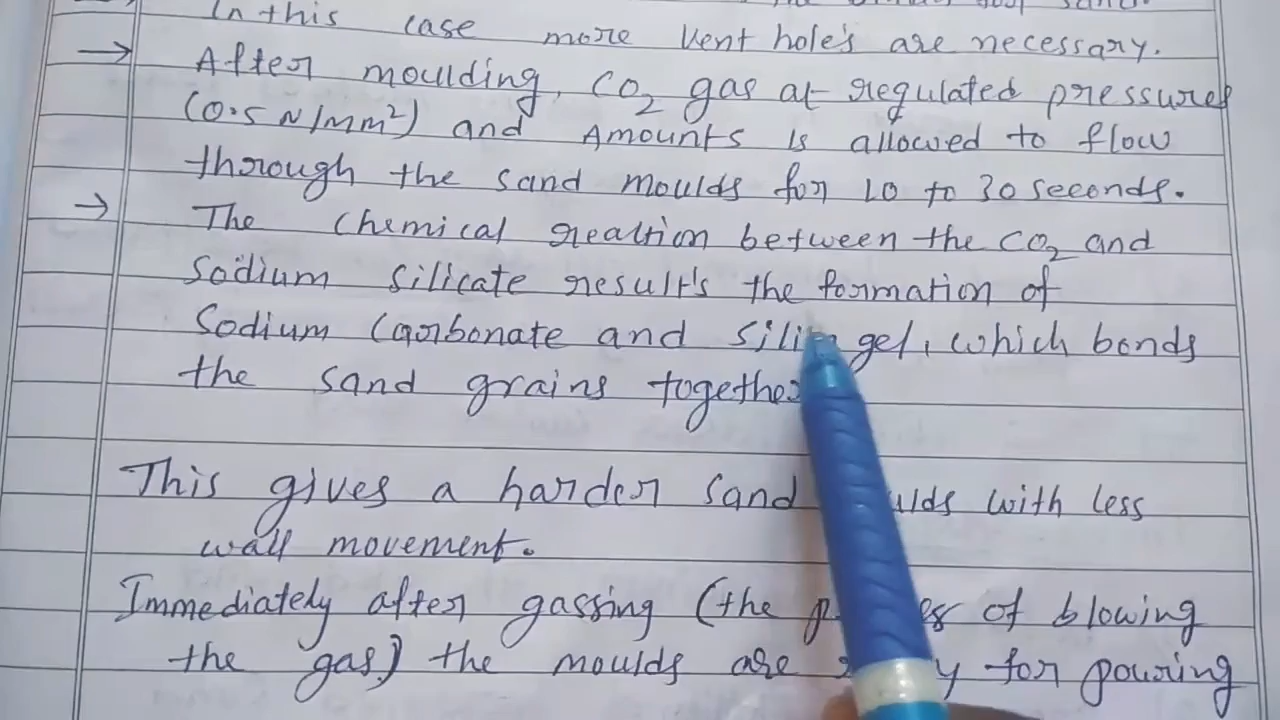 In this case more vent hole's are necessary.
→ After moulding, CO2 gas at regulated pressures
(0.5 N/mm2) and Amounts is allowed to flow
through the sand moulds for 10 to 30 seconds.
→ The Chemical realtion between the CO2 and
Sodium silicate result's the formation of
Sodium Carbonate and gel, which bonds
the sand grains together
This gives a harder sand with less
wall movement.
Immediately after gassing (the of blowing
the gas) the moulds are for pouring